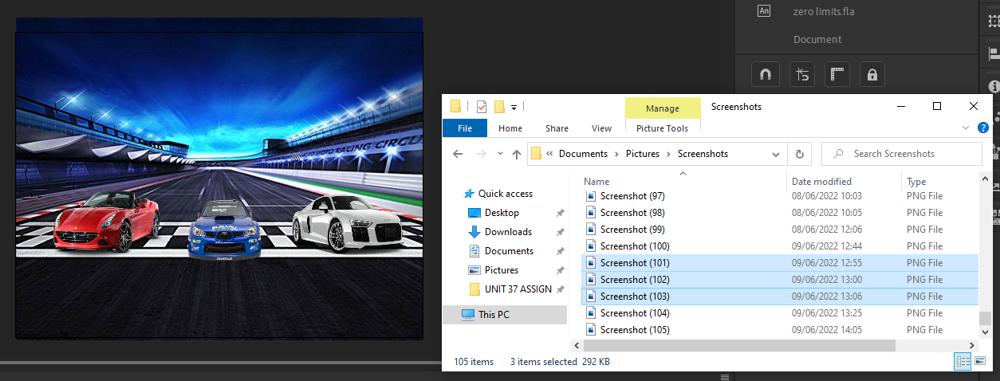 An zero limits.fla
Document
AUTO MOTO RACING CIRCU
SUBARU
Manage
Screenshots
File
Home
Share
View
Picture Tools
« Documents > Pictures > Screenshots
Search Screenshots
Name
Date modified
Type
Quick access
Desktop
Downloads
Documents
Pictures
UNIT 37 ASSIGN
This PC
Screenshot (97) 08/06/2022 10:03 PNG File
Screenshot (98) 08/06/2022 10:05 PNG File
Screenshot (99) 08/06/2022 12:06 PNG File
Screenshot (100) 09/06/2022 12:44 PNG File
Screenshot (101) 09/06/2022 12:55 PNG File
Screenshot (102) 09/06/2022 13:00 PNG File
Screenshot (103) 09/06/2022 13:06 PNG File
Screenshot (104) 09/06/2022 13:25 PNG File
Screenshot (105) 09/06/2022 14:05 PNG File
105 items
3 items selected 292 KB